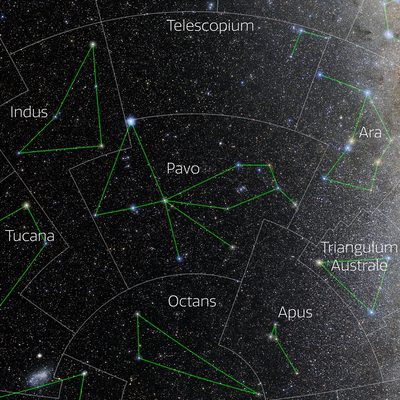 Telescopium
Indus
Ara
Pavo
Tucana
Triangulum
Australe
Octans
Apus